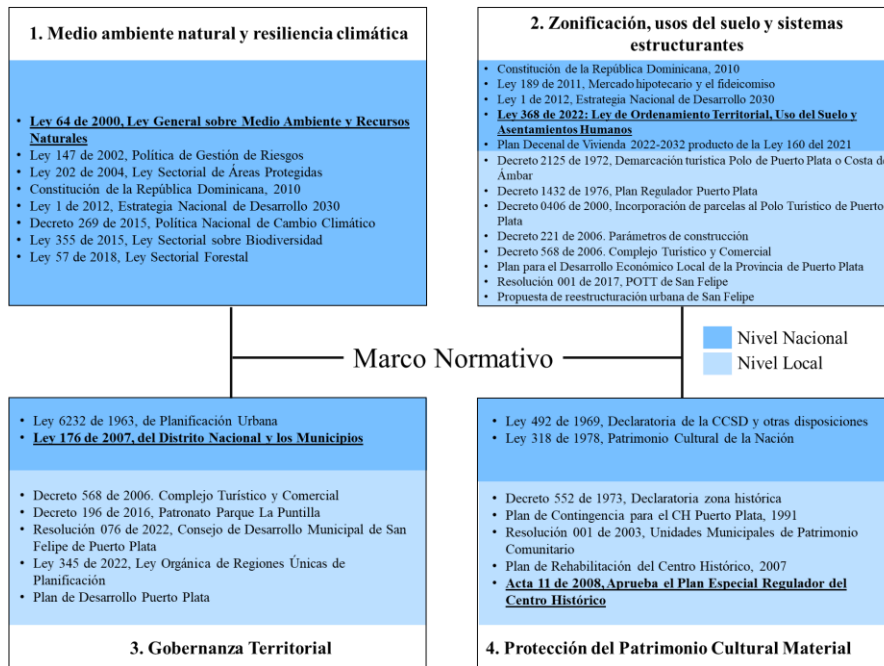 1. Medio ambiente natural y resiliencia climática
• Ley 64 de 2000, Ley General sobre Medio Ambiente y Recursos
Naturales
• Ley 147 de 2002, Política de Gestión de Riesgos
• Ley 202 de 2004, Ley Sectorial de Áreas Protegidas
• Constitución de la República Dominicana, 2010
• Ley 1 de 2012, Estrategia Nacional de Desarrollo 2030
• Decreto 269 de 2015, Política Nacional de Cambio Climático
• Ley 355 de 2015, Ley Sectorial sobre Biodiversidad
• Ley 57 de 2018, Ley Sectorial Forestal
2. Zonificación, usos del suelo y sistemas
estructurantes
• Constitución de la República Dominicana, 2010
• Ley 189 de 2011, Mercado hipotecario y el fideicomiso
• Ley 1 de 2012, Estrategia Nacional de Desarrollo 2030
• Ley 368 de 2022: Ley de Ordenamiento Territorial, Uso del Suelo y
Asentamientos Humanos
• Plan Decenal de Vivienda 2022-2032 producto de la Ley 160 del 2021
• Decreto 2125 de 1972, Demarcación turística Polo de Puerto Plata o Costa de
Ámbar
• Decreto 1432 de 1976, Plan Regulador Puerto Plata
• Decreto 0406 de 2000, Incorporación de parcelas al Polo Turístico de Puerto
Plata
• Decreto 221 de 2006. Parámetros de construcción
• Decreto 568 de 2006. Complejo Turístico y Comercial
• Plan para el Desarrollo Económico Local de la Provincia de Puerto Plata
• Resolución 001 de 2017, POTT de San Felipe
• Propuesta de reestructuración urbana de San Felipe
Marco Normativo
Nivel Nacional
Nivel Local
• Ley 6232 de 1963, de Planificación Urbana
• Ley 176 de 2007, del Distrito Nacional y los Municipios
• Decreto 568 de 2006. Complejo Turístico y Comercial
• Decreto 196 de 2016, Patronato Parque La Puntilla
• Resolución 076 de 2022, Consejo de Desarrollo Municipal de San
Felipe de Puerto Plata
• Ley 345 de 2022, Ley Orgánica de Regiones Únicas de
Planificación
• Plan de Desarrollo Puerto Plata
3. Gobernanza Territorial
• Ley 492 de 1969, Declaratoria de la CCSD y otras disposiciones
• Ley 318 de 1978, Patrimonio Cultural de la Nación
• Decreto 552 de 1973, Declaratoria zona histórica
• Plan de Contingencia para el CH Puerto Plata, 1991
• Resolución 001 de 2003, Unidades Municipales de Patrimonio
Comunitario
• Plan de Rehabilitación del Centro Histórico, 2007
• Acta 11 de 2008, Aprueba el Plan Especial Regulador del
Centro Histórico
4. Protección del Patrimonio Cultural Material